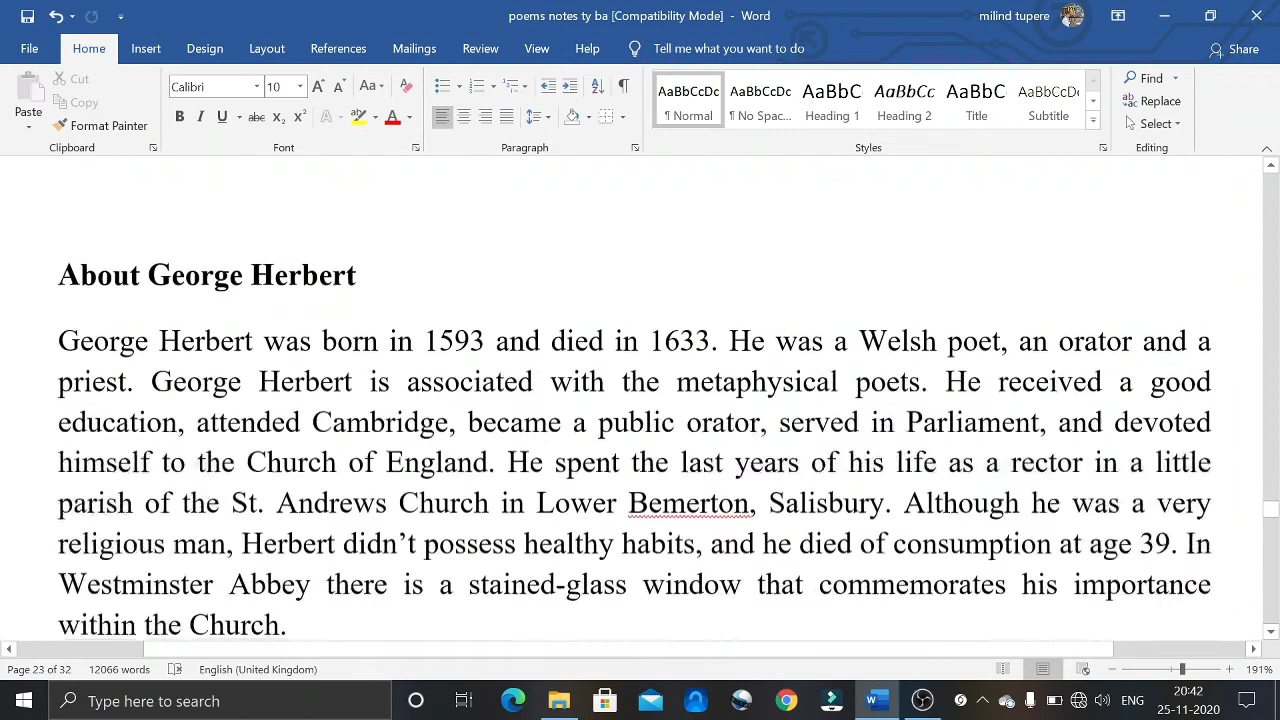 poems notes ty ba [Compatibility Mode] - Word
milind tupere
File Home Insert Design Layout References Mailings Review View Help Tell me what you want to do Share
Paste
Cut
Copy
Format Painter
Clipboard
Calibri 10
Font
Paragraph
AaBbCcDc AaBbCcDc AaBbC AaBbCc AaBbC AaBbCcDc
¶ Normal ¶ No Spac... Heading 1 Heading 2 Title Subtitle
Styles
Find
Replace
Select
Editing
About George Herbert
George Herbert was born in 1593 and died in 1633. He was a Welsh poet, an orator and a
priest. George Herbert is associated with the metaphysical poets. He received a good
education, attended Cambridge, became a public orator, served in Parliament, and devoted
himself to the Church of England. He spent the last years of his life as a rector in a little
parish of the St. Andrews Church in Lower Bemerton, Salisbury. Although he was a very
religious man, Herbert didn’t possess healthy habits, and he died of consumption at age 39. In
Westminster Abbey there is a stained-glass window that commemorates his importance
within the Church.
Page 23 of 32 12066 words English (United Kingdom) 191%
Type here to search
ENG
20:42
25-11-2020